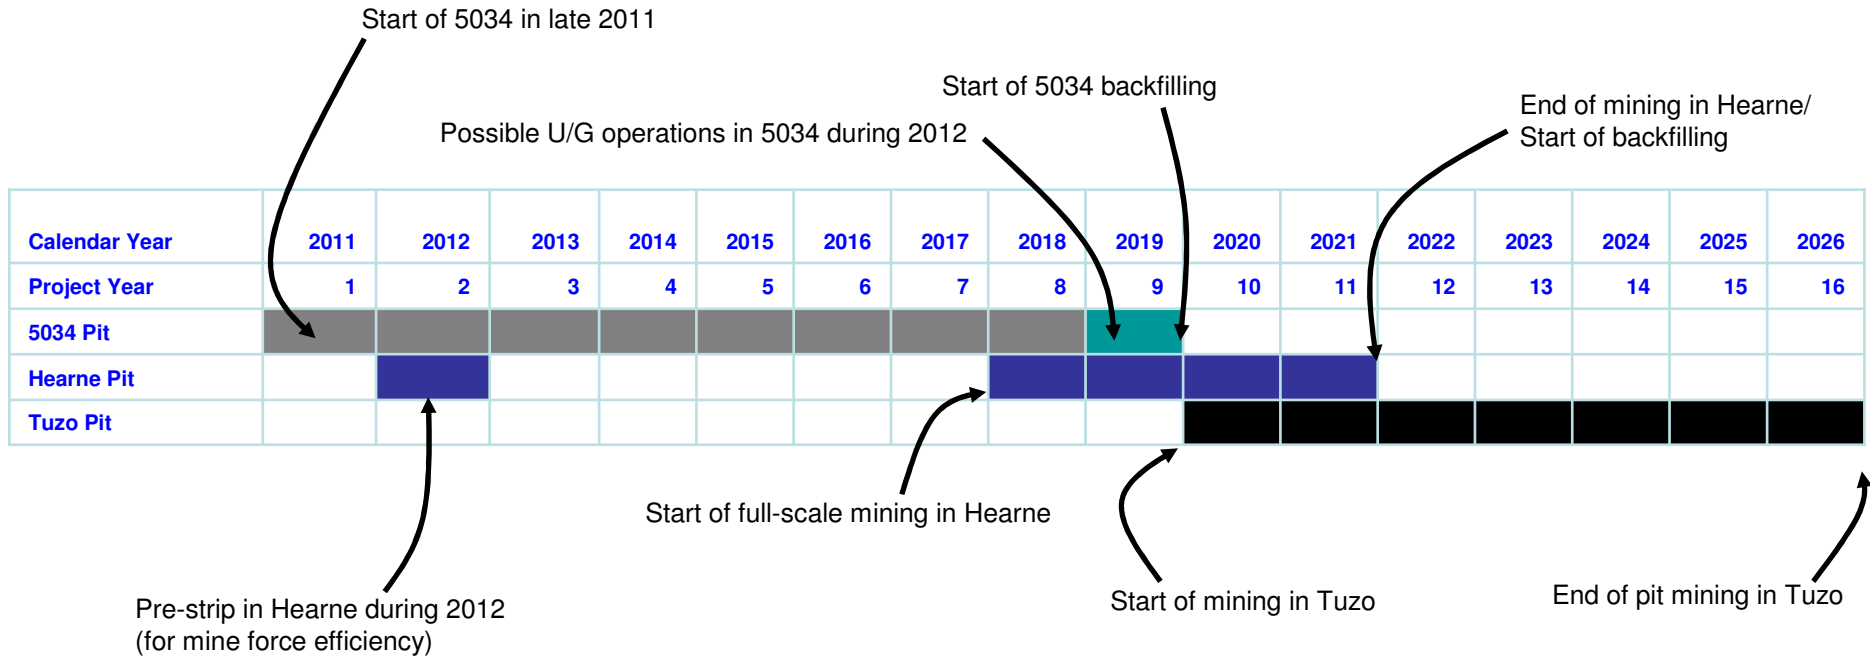 Start of 5034 in late 2011
Start of 5034 backfilling
End of mining in Hearne/
Start of backfilling
Possible U/G operations in 5034 during 2012
Calendar Year 2011 2012 2013 2014 2015 2016 2017 2018 2019 2020 2021 2022 2023 2024 2025 2026
Project Year 1 2 3 4 5 6 7 8 9 10 11 12 13 14 15 16
5034 Pit
Hearne Pit
Tuzo Pit
Start of full-scale mining in Hearne
Pre-strip in Hearne during 2012
(for mine force efficiency)
Start of mining in Tuzo
End of pit mining in Tuzo